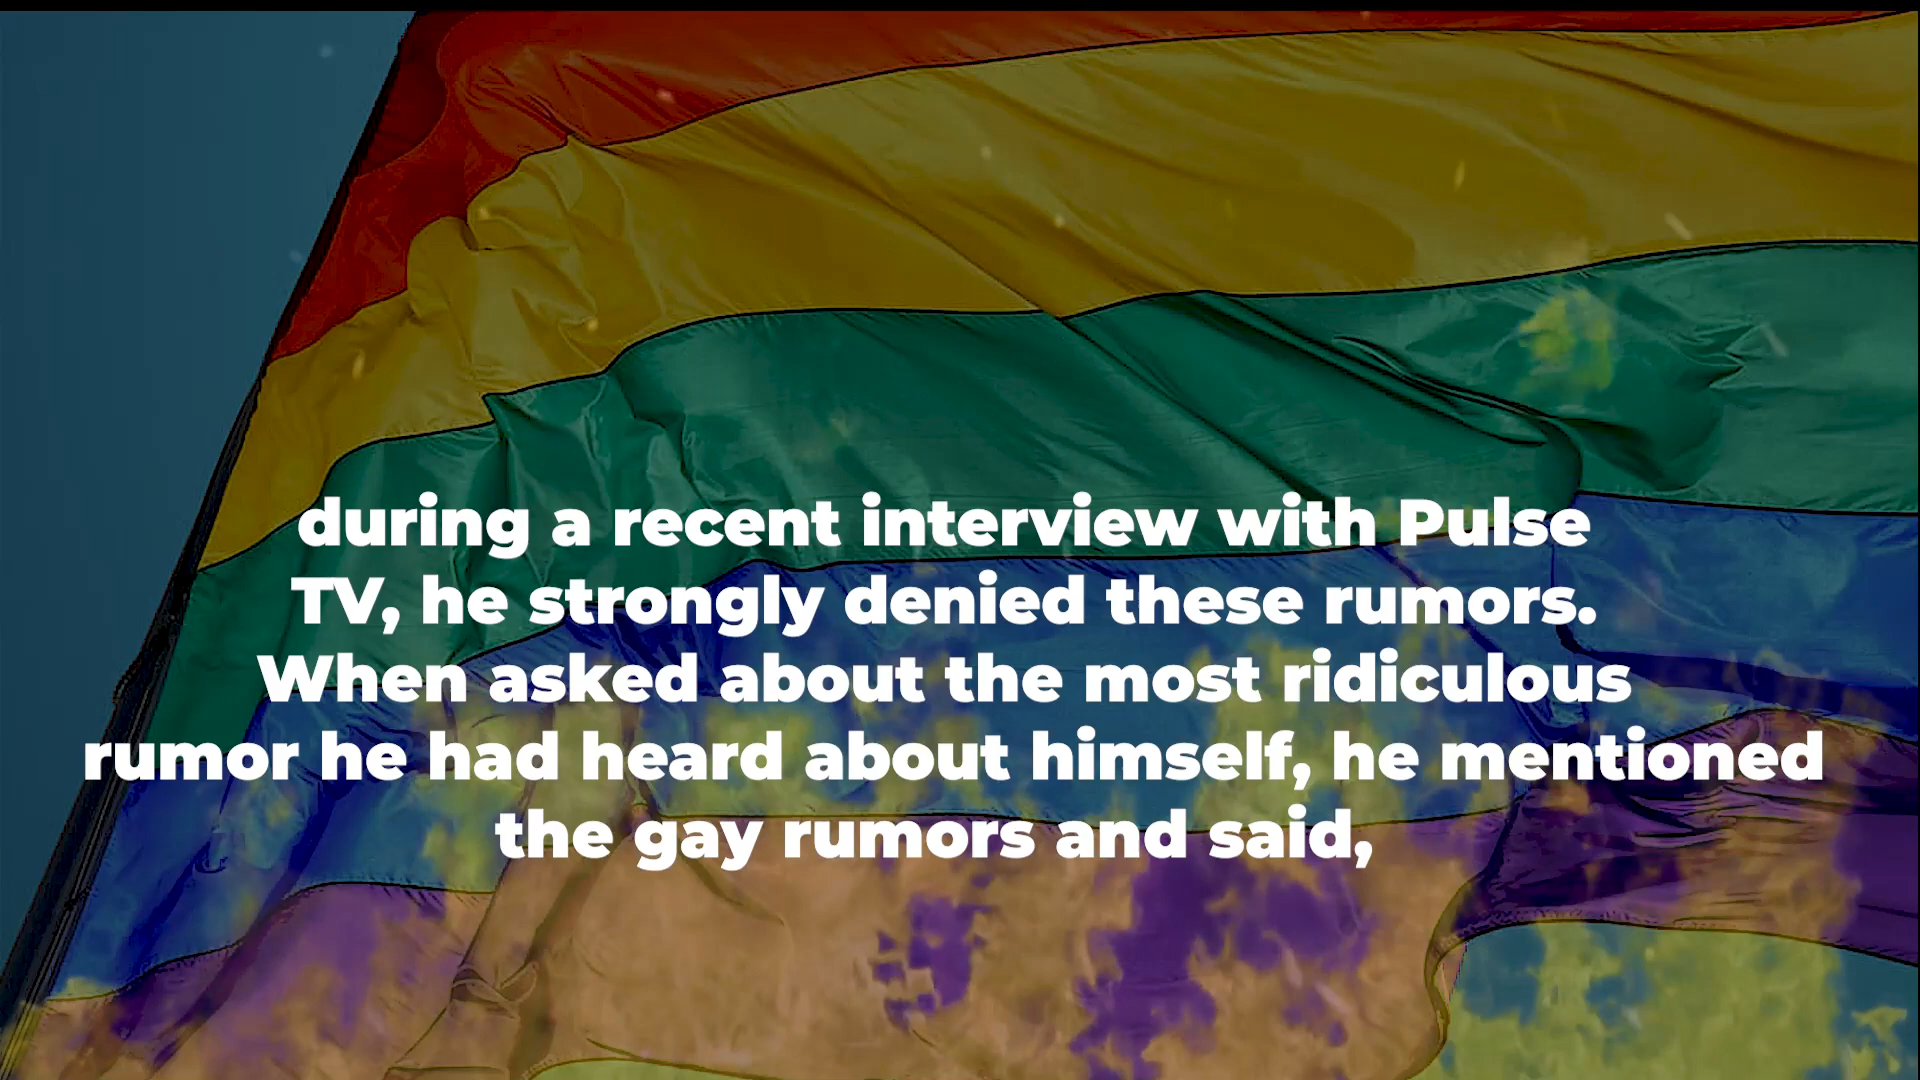 during a recent interview with Pulse
TV, he strongly denied these rumors.
When asked about the most ridiculous
rumor he had heard about himself, he mentioned
the gay rumors and said,